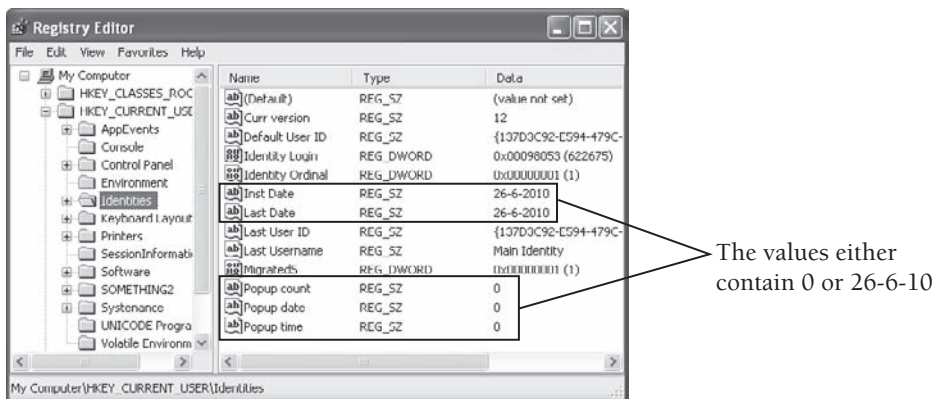 Registry Editor
File Edit View Favorites Help
My Computer
HKEY_CLASSES_ROC
HKEY_CURRENT_USE
AppEvents
Console
Control Panel
Environment
Identities
Keyboard Layout
Printers
SessionInformati
Software
SOMETHING2
Systenance
UNICODE Progra
Volatile Environm
Name Type Data
(Default) REG_SZ (value not set)
Curr version REG_SZ 12
Default User ID REG_SZ {137D3C92-E594-479C-
Identity Login REG_DWORD 0x00098053 (622675)
Identity Ordinal REG_DWORD 0x00000001 (1)
Inst Date REG_SZ 26-6-2010
Last Date REG_SZ 26-6-2010
Last User ID REG_SZ {137D3C92-E594-479C-
Last Username REG_SZ Main Identity
Migrated5 REG_DWORD 0x00000001 (1)
Popup count REG_SZ 0
Popup date REG_SZ 0
Popup time REG_SZ 0
My Computer\HKEY_CURRENT_USER\Identities
The values either
contain 0 or 26-6-10